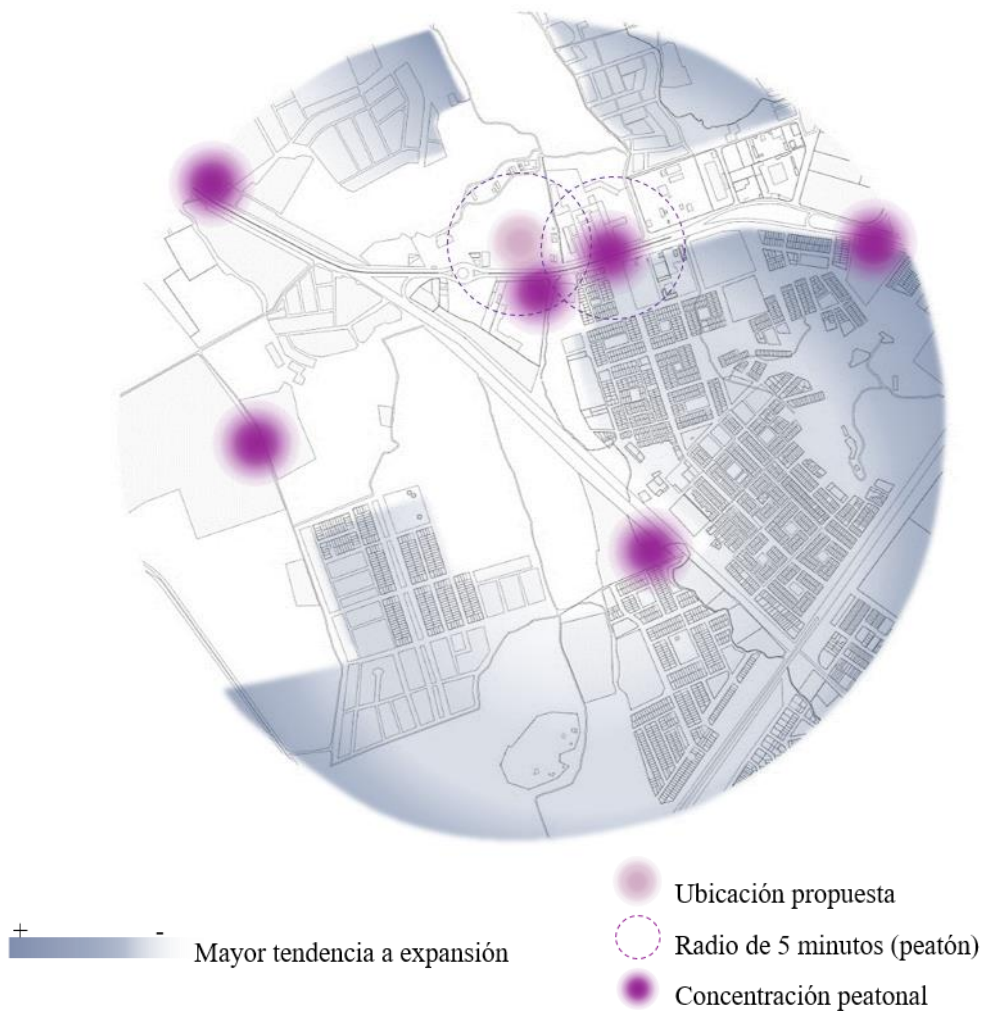 Ubicación propuesta
+ -
Mayor tendencia a expansión
Radio de 5 minutos (peatón)
Concentración peatonal